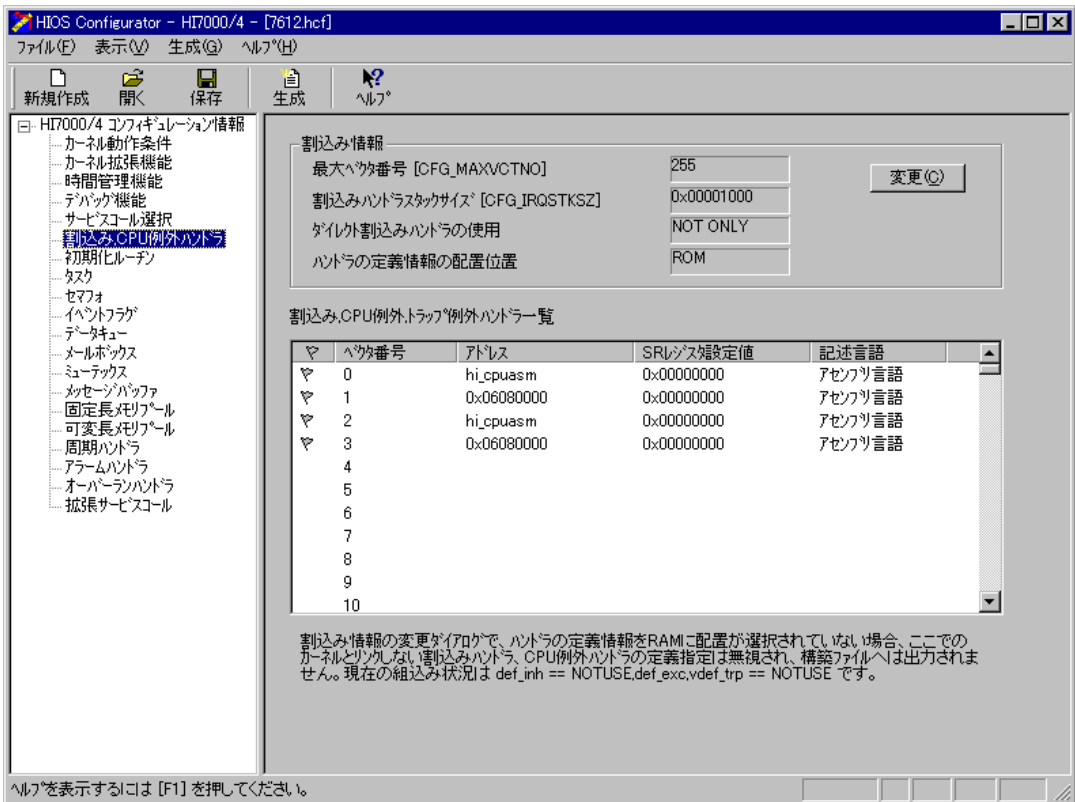 HIOS Configurator - HI7000/4 - [7612.hcf]
ファイル(F) 表示(V) 生成(G) ヘルプ(H)
新規作成 開く 保存 生成 ヘルプ
HI7000/4 コンフィギュレーション情報
カーネル動作条件
カーネル拡張機能
時間管理機能
デバッグ機能
サービスコール選択
割込み,CPU例外ハンドラ
初期化ルーチン
タスク
セマフォ
イベントフラグ
データキュー
メールボックス
ミューテックス
メッセージバッファ
固定長メモリプール
可変長メモリプール
周期ハンドラ
アラームハンドラ
オーバーランハンドラ
拡張サービスコール
割込み情報
最大ベクタ番号 [CFG_MAXVCTNO] 255
変更(C)
割込みハンドラスタックサイズ [CFG_IRQSTKSZ] 0x00001000
ダイレクト割込みハンドラの使用 NOT ONLY
ハンドラの定義情報の配置位置 ROM
割込み,CPU例外,トラップ例外ハンドラ一覧
ベクタ番号 アドレス SRレジスタ設定値 記述言語
0 hi_cpuasm 0x00000000 アセンブリ言語
1 0x06080000 0x00000000 アセンブリ言語
2 hi_cpuasm 0x00000000 アセンブリ言語
3 0x06080000 0x00000000 アセンブリ言語
4
5
6
7
8
9
10
割込み情報の変更ダイアログで、ハンドラの定義情報をRAMに配置が選択されていない場合、ここでの
カーネルとリンクしない割込みハンドラ、CPU例外ハンドラの定義指定は無視され、構築ファイルへは出力されま
せん。現在の組込み状況は def_inh == NOTUSE,def_exc,vdef_trp == NOTUSE です。
ヘルプを表示するには [F1] を押してください。